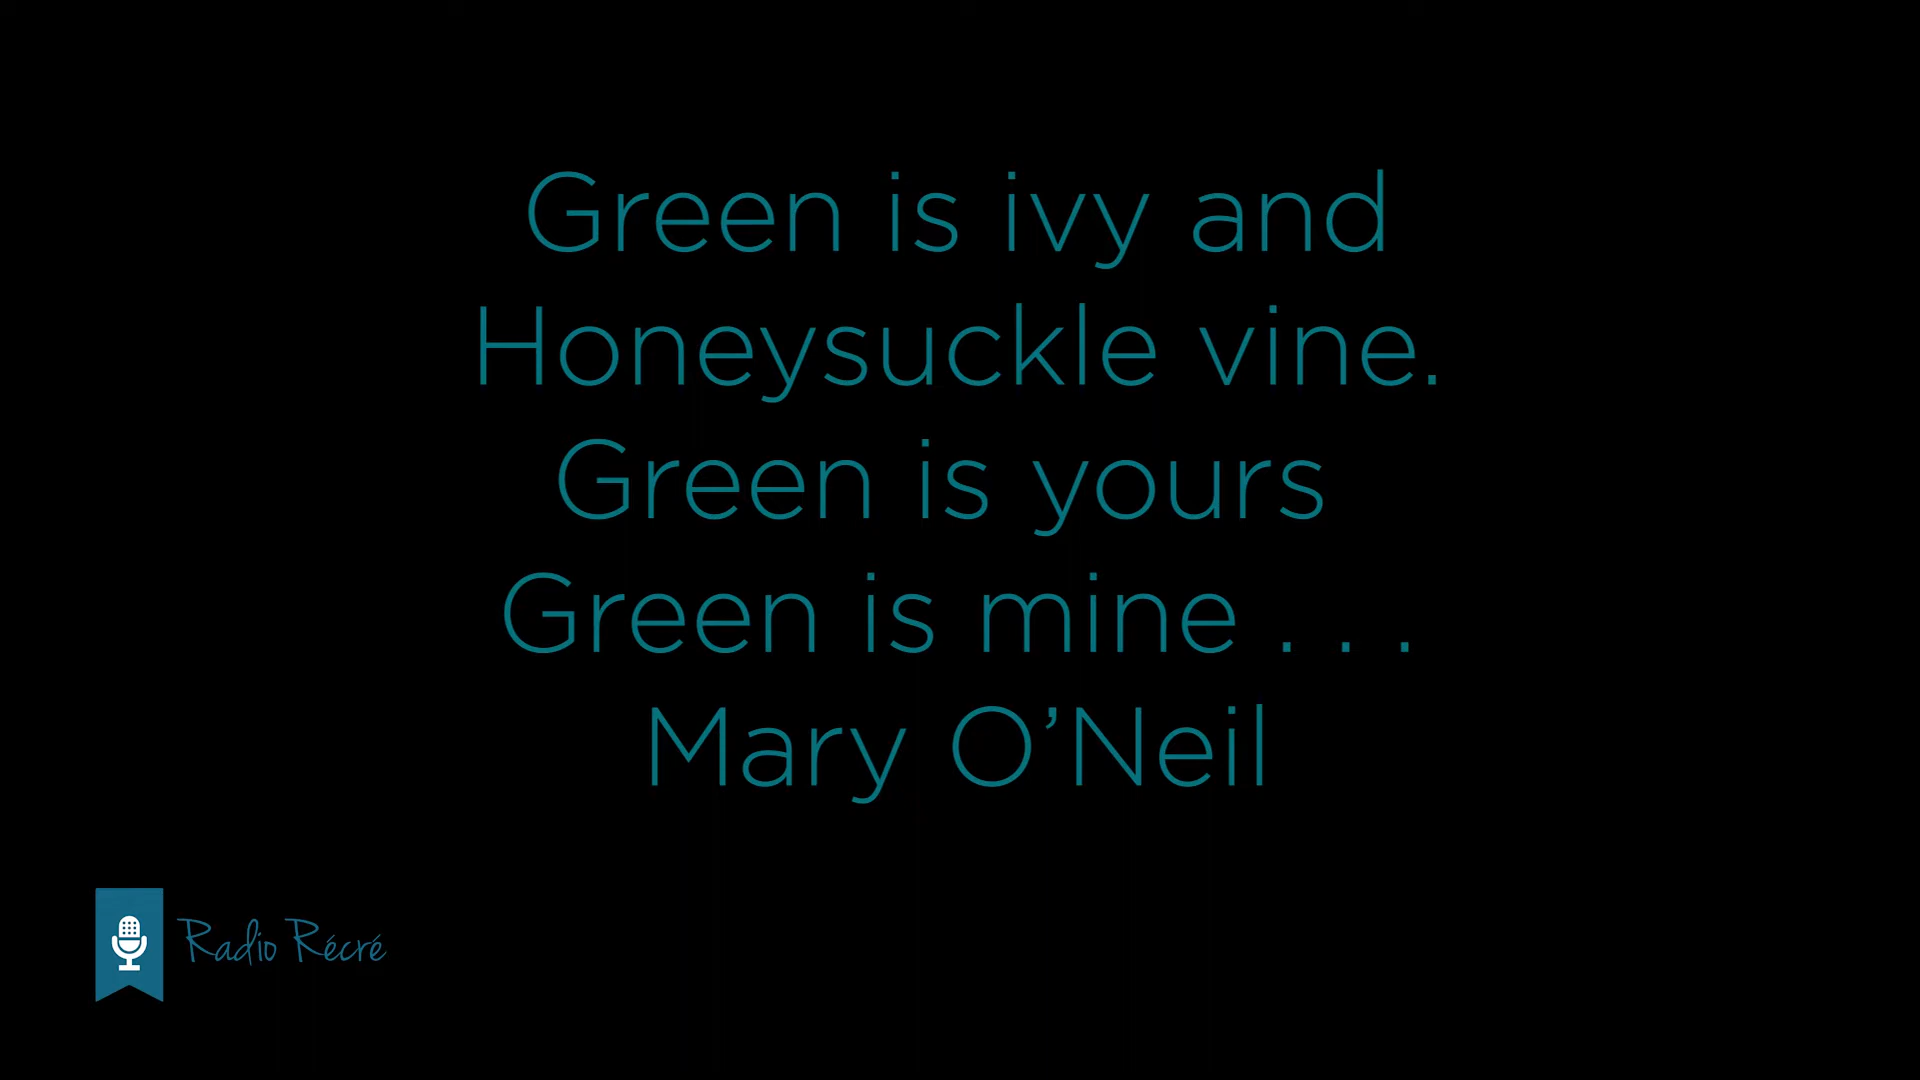 Green is ivy and
Honeysuckle vine.
Green is yours
Green is mine . . .
Mary O’Neil
Radio Récré